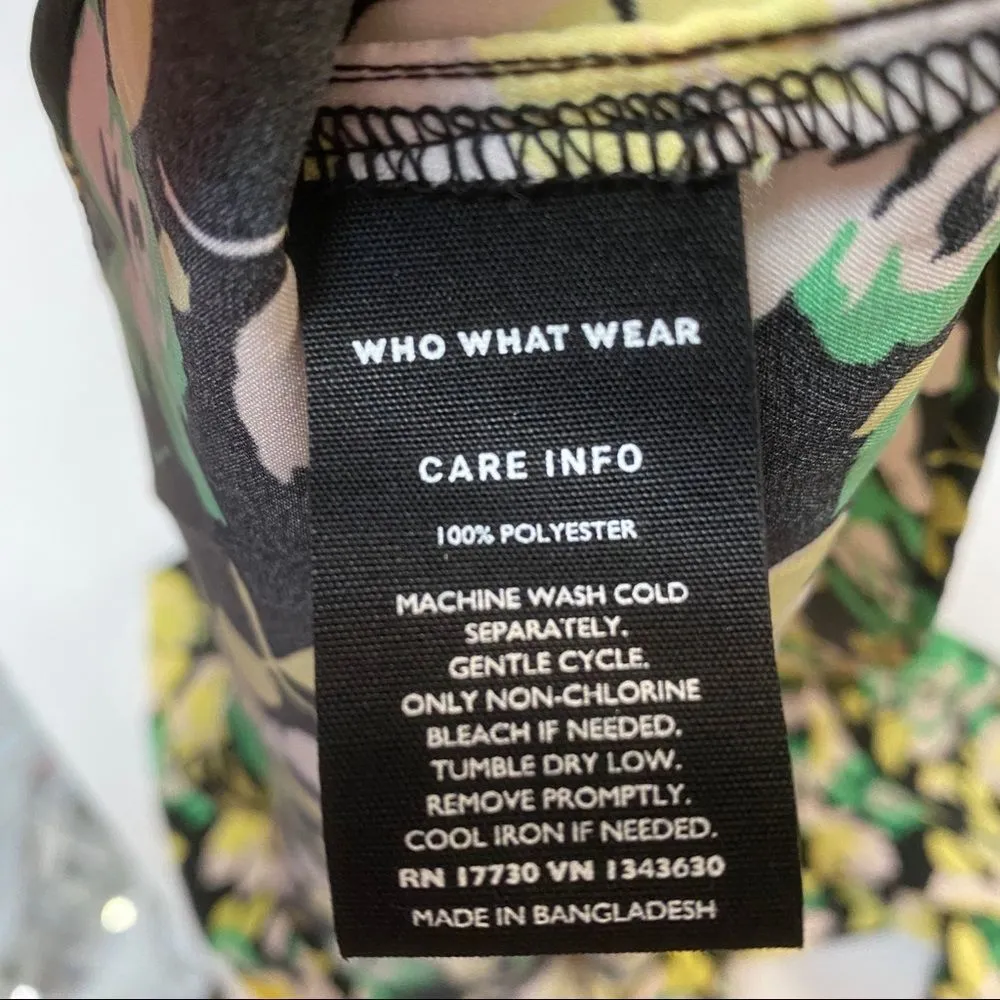 WHO WHAT WEAR
CARE INFO
100% POLYESTER
MACHINE WASH COLD
SEPARATELY.
GENTLE CYCLE.
ONLY NON-CHLORINE
BLEACH IF NEEDED.
TUMBLE DRY LOW.
REMOVE PROMPTLY.
COOL IRON IF NEEDED.
RN 17730 VN 1343630
MADE IN BANGLADESH